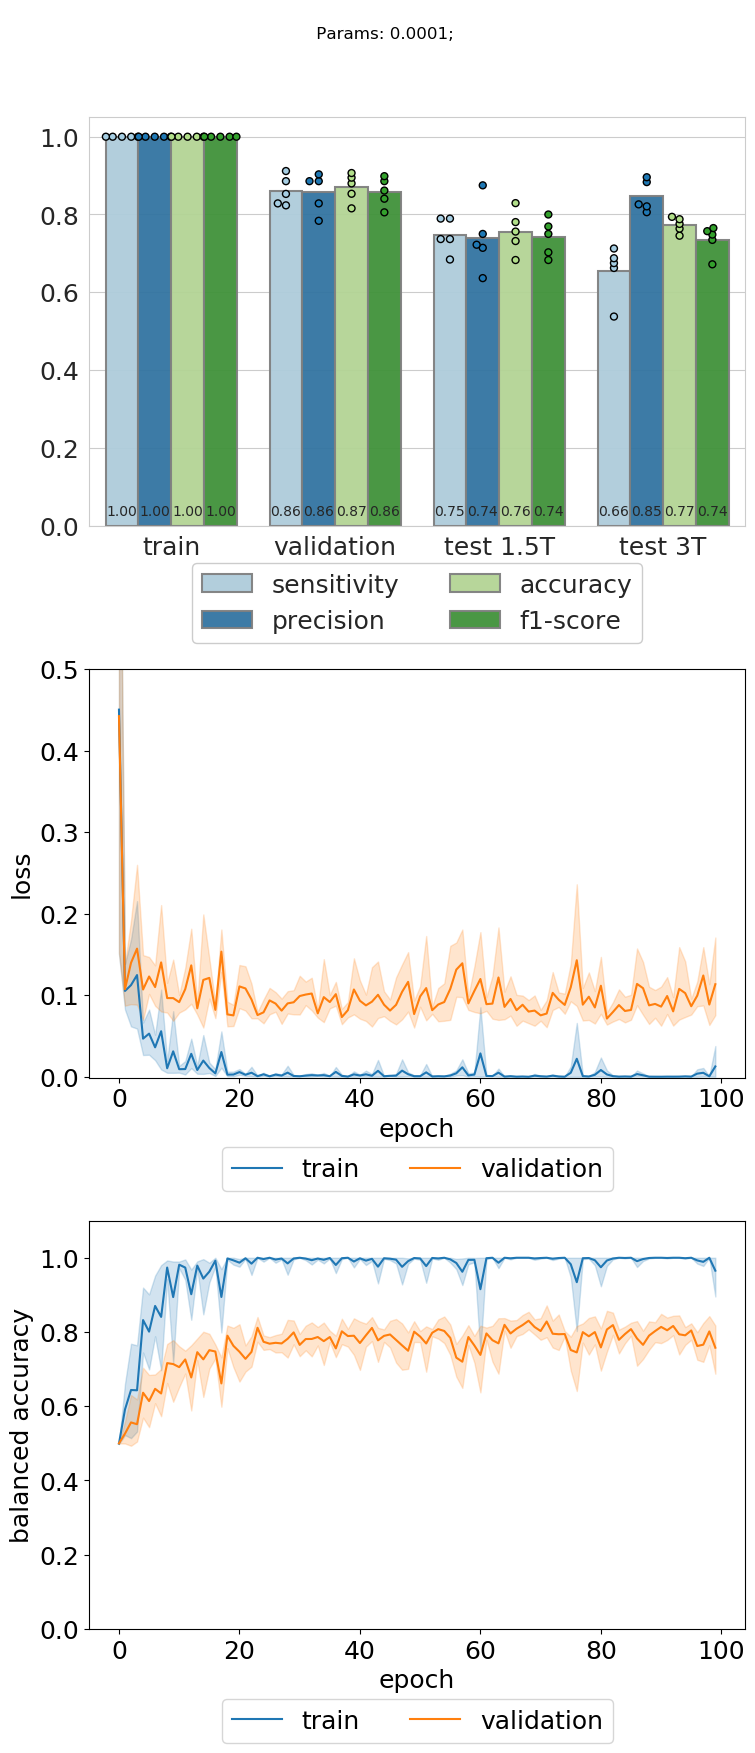 Params: 0.0001;
1.0
0.8
0.6
0.4
0.2
0.0
1.00 1.00 1.00 1.00 0.86 0.86 0.87 0.86 0.75 0.74 0.76 0.74 0.66 0.85 0.77 0.74
train validation test 1.5T test 3T
sensitivity accuracy
precision f1-score
0.5
0.4
0.3
0.2
0.1
0.0
loss
0 20 40 60 80 100
epoch
train validation
1.0
0.8
0.6
0.4
0.2
0.0
balanced accuracy
0 20 40 60 80 100
epoch
train validation